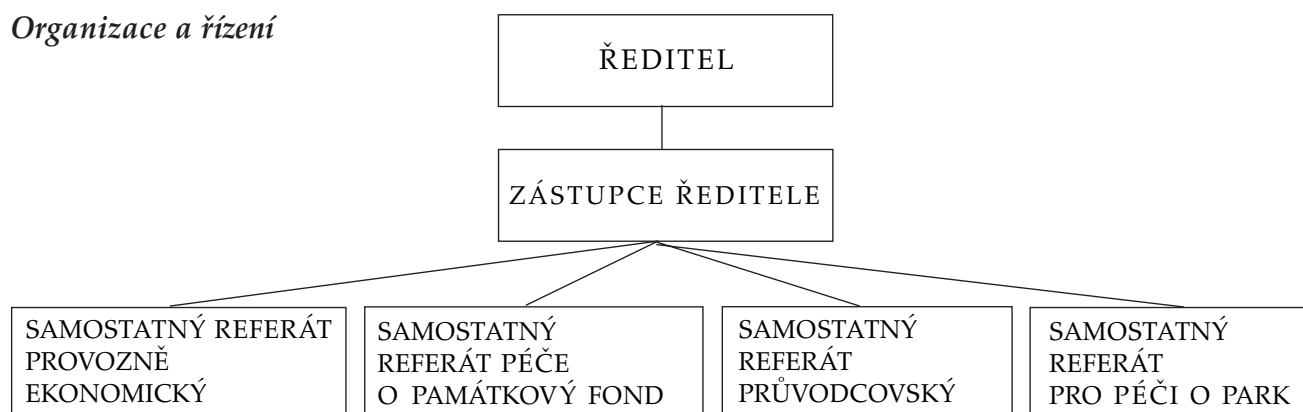 Organizace a řízení
ŘEDITEL
ZÁSTUPCE ŘEDITELE
SAMOSTATNÝ REFERÁT
PROVOZNĚ
EKONOMICKÝ
SAMOSTATNÝ
REFERÁT PÉČE
O PAMÁTKOVÝ FOND
SAMOSTATNÝ
REFERÁT
PRŮVODCOVSKÝ
SAMOSTATNÝ
REFERÁT
PRO PÉČI O PARK